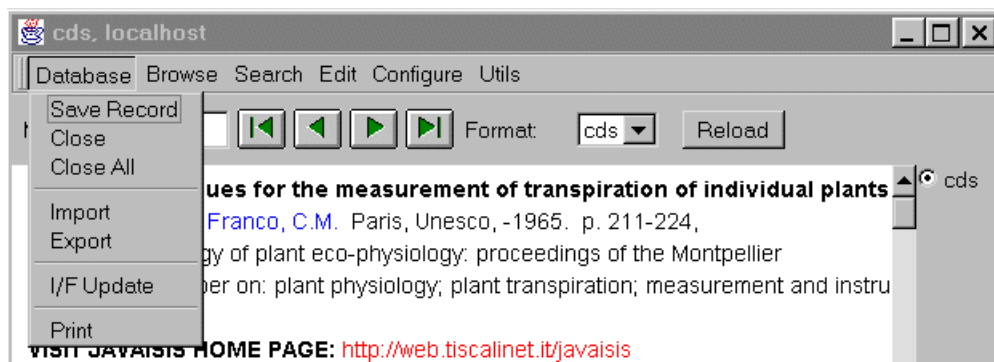 cds, localhost
Database Browse Search Edit Configure Utils
Save Record
Close
Close All
Import
Export
I/F Update
Print
Format: cds Reload
cds
ues for the measurement of transpiration of individual plants
Franco, C.M. Paris, Unesco, -1965. p. 211-224,
gy of plant eco-physiology: proceedings of the Montpellier
per on: plant physiology; plant transpiration; measurement and instru
VISIT JAVAISIS HOME PAGE: http://web.tiscalinet.it/javaisis